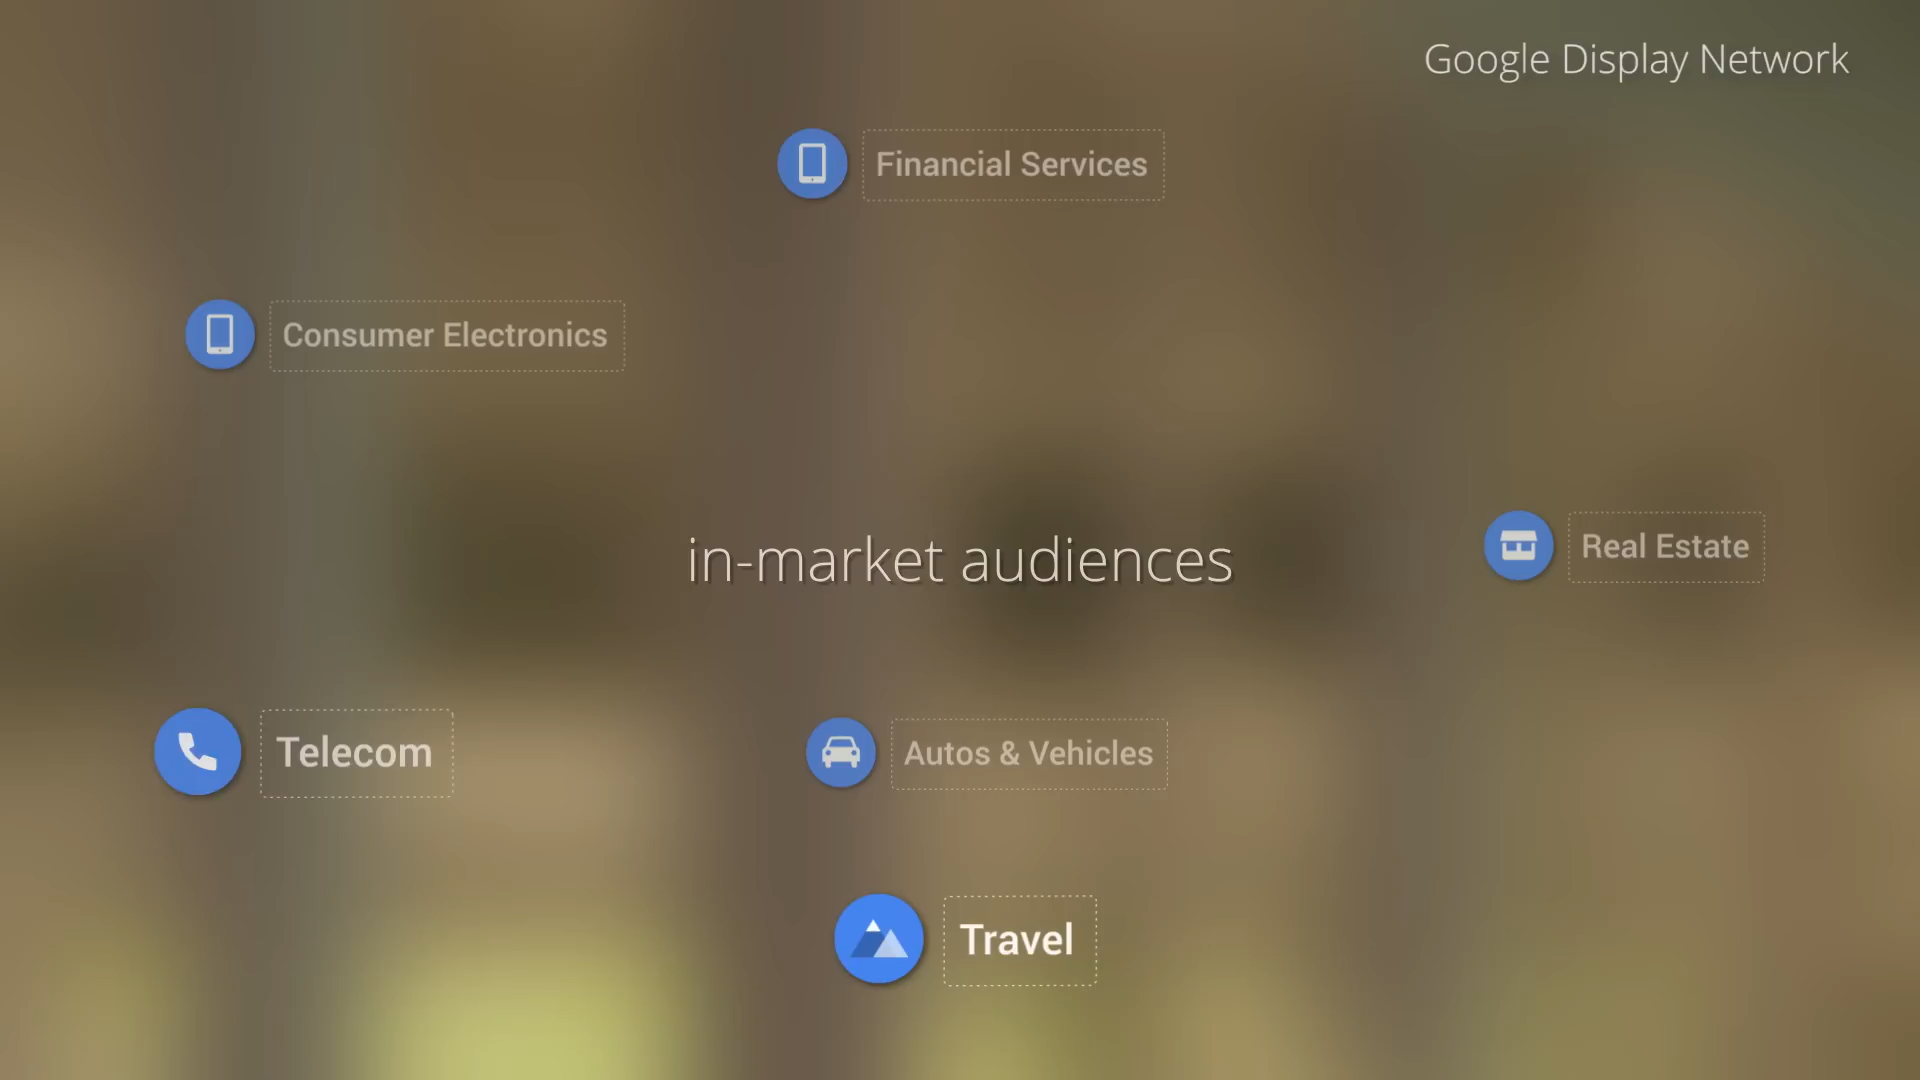 Google Display Network
Financial Services
Consumer Electronics
in-market audiences
Real Estate
Telecom
Autos & Vehicles
Travel